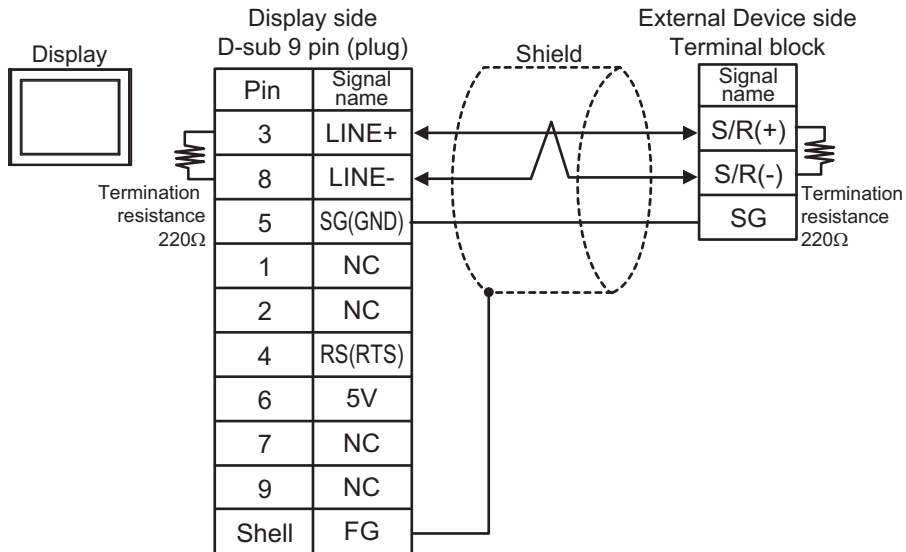 Display
Display side
D-sub 9 pin (plug)
Shield
External Device side
Terminal block
Pin
Signal
name
3
LINE+
8
LINE-
5
SG(GND)
1
NC
2
NC
4
RS(RTS)
6
5V
7
NC
9
NC
Shell
FG
Termination
resistance
220Ω
Signal
name
S/R(+)
S/R(-)
SG
Termination
resistance
220Ω